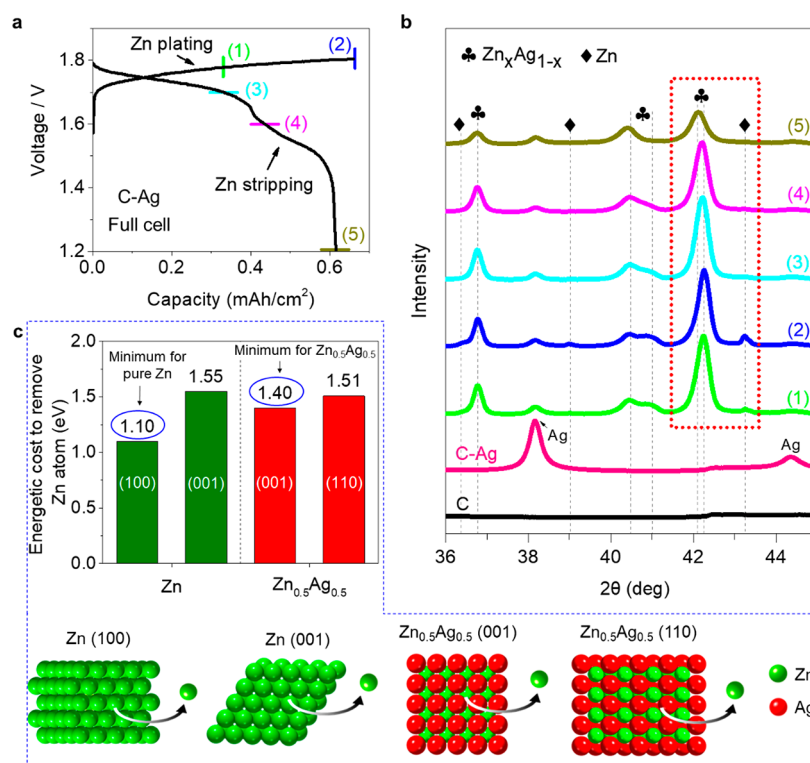 a
Voltage / V
1.8
1.6
1.4
1.2
0.0
0.2
0.4
0.6
Capacity (mAh/cm²)
Zn plating
(1)
(2)
(3)
(4)
Zn stripping
C-Ag
Full cell
(5)
b
Intensity
♣ ZnxAg1-x
♦ Zn
(5)
(4)
(3)
(2)
(1)
C-Ag
Ag
Ag
C
36
38
40
42
44
2θ (deg)
c
Energetic cost to remove
Zn atom (eV)
2.0
1.5
1.0
0.5
0.0
Minimum for
pure Zn
1.10
1.55
Minimum for Zn0.5Ag0.5
1.40
1.51
(100)
(001)
(001)
(110)
Zn
Zn0.5Ag0.5
Zn (100)
Zn (001)
Zn0.5Ag0.5 (001)
Zn0.5Ag0.5 (110)
Zn
Ag